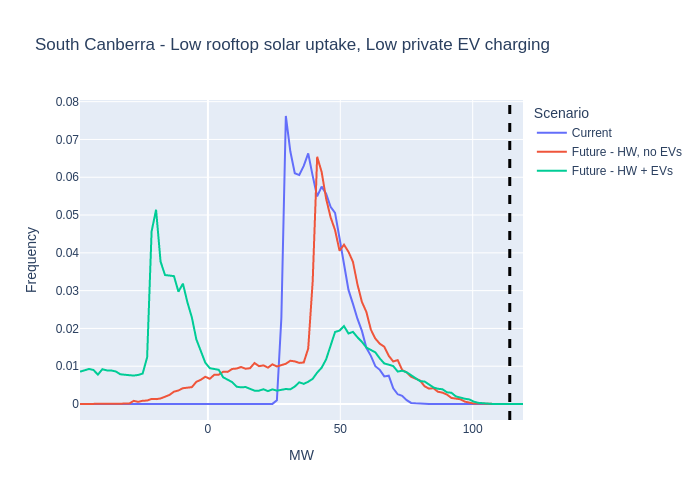 South Canberra - Low rooftop solar uptake, Low private EV charging
Scenario
Current
Future - HW, no EVs
Future - HW + EVs
Frequency
0.08
0.07
0.06
0.05
0.04
0.03
0.02
0.01
0
0
50
100
MW